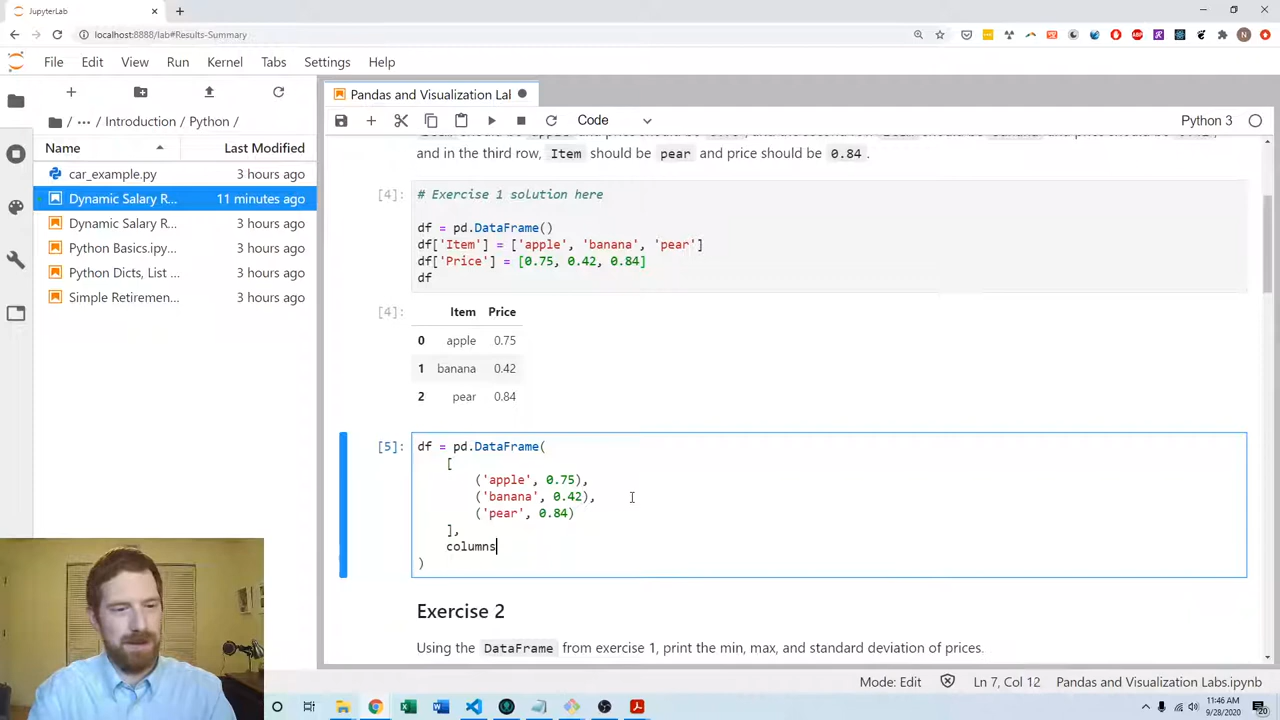 JupyterLab
localhost:8888/lab#Results-Summary
File Edit View Run Kernel Tabs Settings Help
Pandas and Visualization Lab
/ ··· / Introduction / Python /
Code
Python 3
Name Last Modified
car_example.py 3 hours ago
Dynamic Salary R... 11 minutes ago
Dynamic Salary R... 3 hours ago
Python Basics.ipy... 3 hours ago
Python Dicts, List ... 3 hours ago
Simple Retiremen... 3 hours ago
and in the third row, Item should be pear and price should be 0.84 .
[4]: # Exercise 1 solution here
df = pd.DataFrame()
df['Item'] = ['apple', 'banana', 'pear']
df['Price'] = [0.75, 0.42, 0.84]
df
[4]: Item Price
0 apple 0.75
1 banana 0.42
2 pear 0.84
[5]: df = pd.DataFrame(
[
('apple', 0.75),
('banana', 0.42),
('pear', 0.84)
],
columns
)
Exercise 2
Using the DataFrame from exercise 1, print the min, max, and standard deviation of prices.
Mode: Edit Ln 7, Col 12 Pandas and Visualization Labs.ipynb
11:46 AM
9/28/2020
20